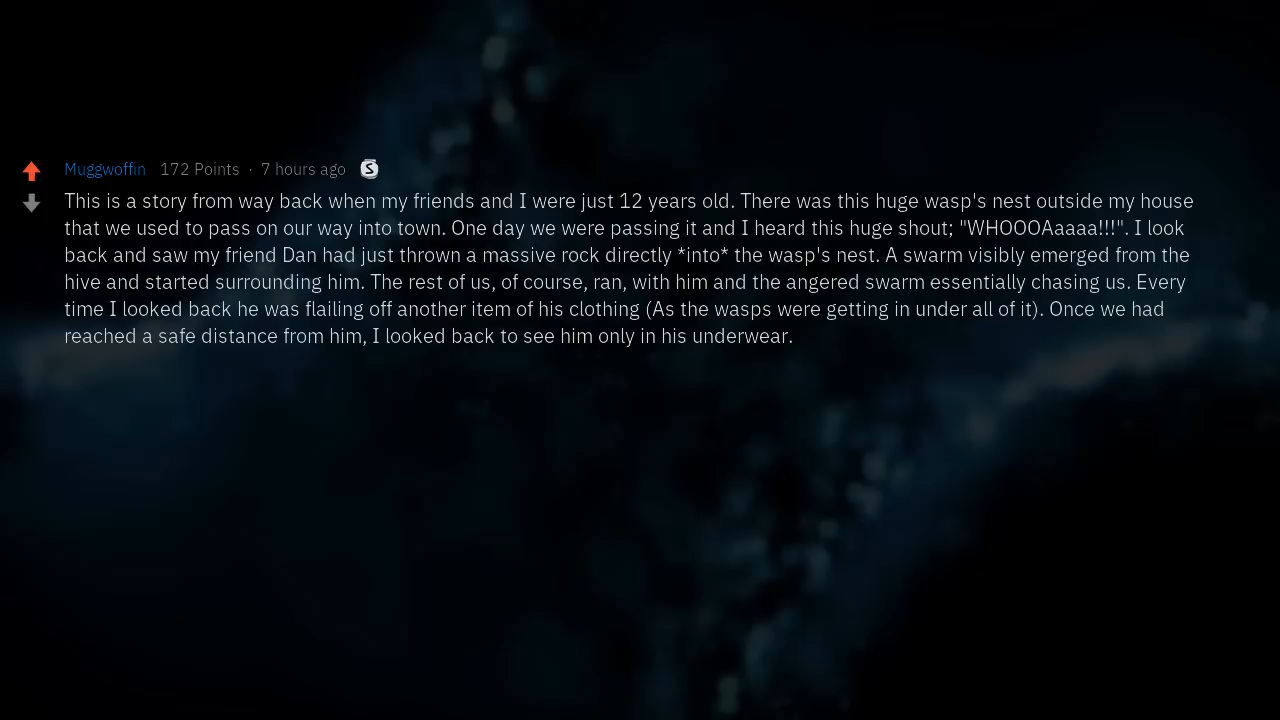 Muggwoffin 172 Points · 7 hours ago S
This is a story from way back when my friends and I were just 12 years old. There was this huge wasp's nest outside my house
that we used to pass on our way into town. One day we were passing it and I heard this huge shout; "WHOOOAaaaa!!!". I look
back and saw my friend Dan had just thrown a massive rock directly *into* the wasp's nest. A swarm visibly emerged from the
hive and started surrounding him. The rest of us, of course, ran, with him and the angered swarm essentially chasing us. Every
time I looked back he was flailing off another item of his clothing (As the wasps were getting in under all of it). Once we had
reached a safe distance from him, I looked back to see him only in his underwear.